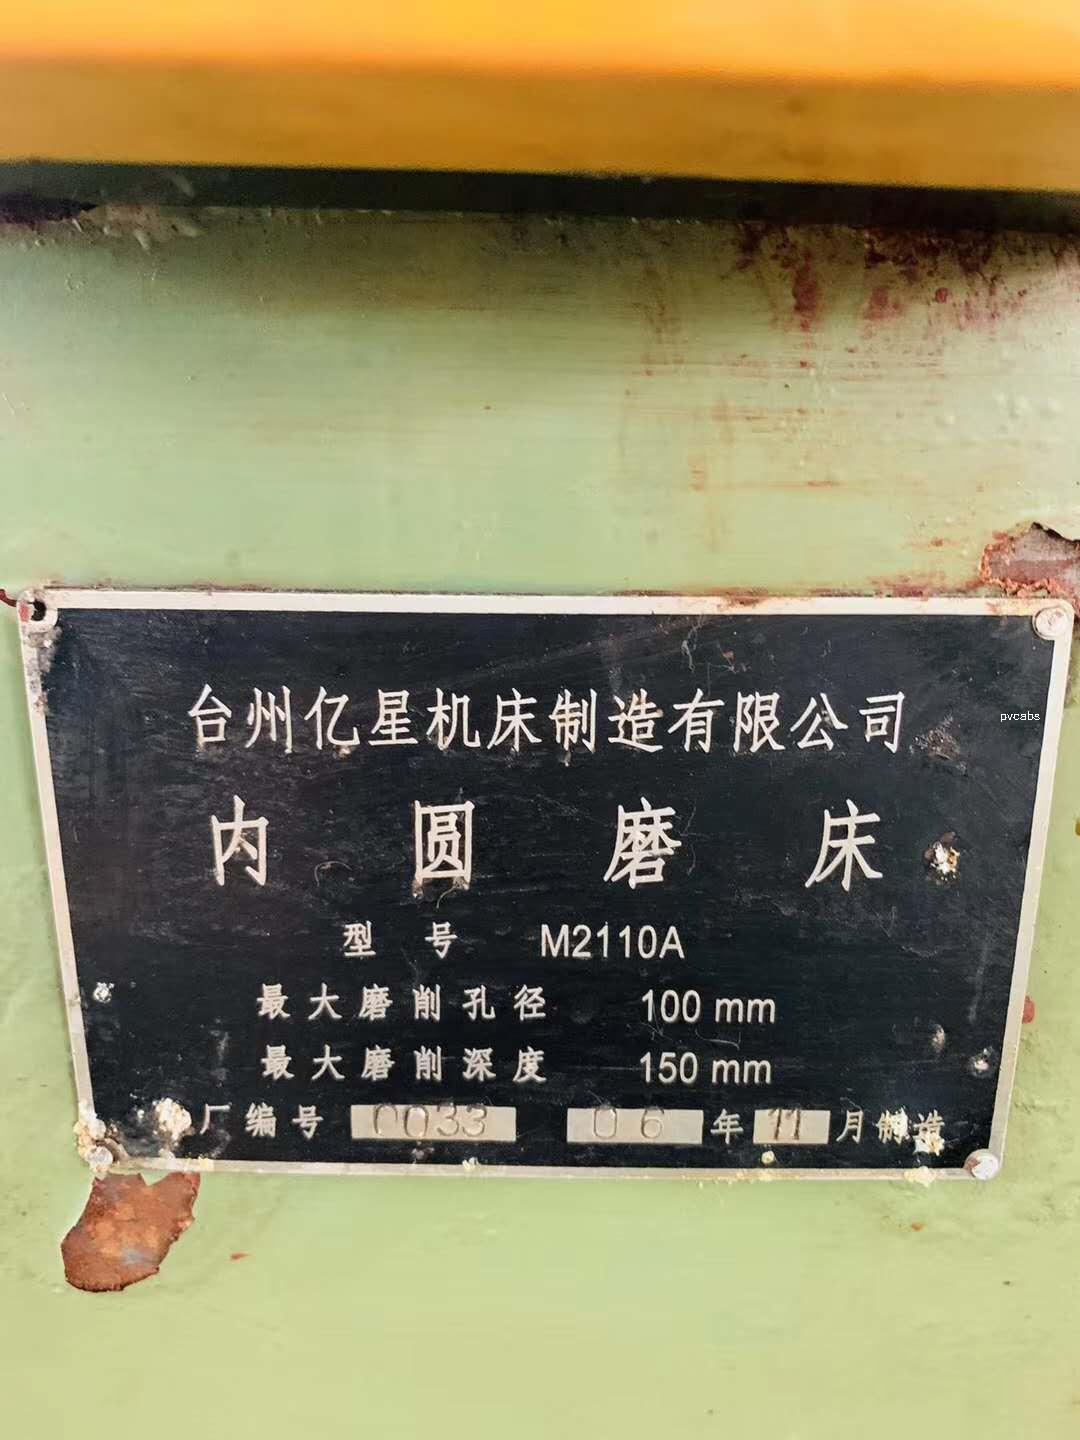 台州亿星机床制造有限公司
pvcabs
内圆磨床
型号 M2110A
最大磨削孔径 100 mm
最大磨削深度 150 mm
厂编号 0033 06 年 11 月制造